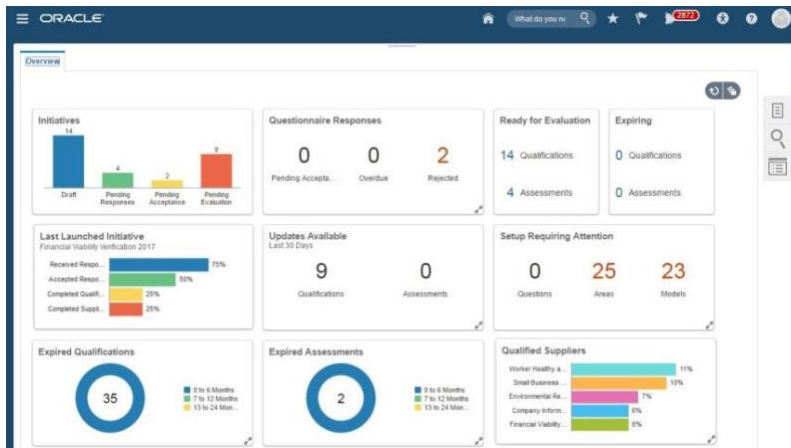 ORACLE
What do you ne
2872
Overview
Initiatives
14
4
2
Draft
Pending Responses
Pending Acceptance
Pending Evaluation
Questionnaire Responses
0
0
2
Pending Accepta...
Overdue
Rejected
Ready for Evaluation
14 Qualifications
4 Assessments
Expiring
0 Qualifications
0 Assessments
Last Launched Initiative
Financial Viability Verification 2017
Received Respo...
75%
Accepted Respo...
50%
Completed Qualifi...
25%
Completed Suppli...
25%
Updates Available
Last 30 Days
9
0
Qualifications
Assessments
Setup Requiring Attention
0
25
23
Questions
Areas
Models
Expired Qualifications
35
0 to 6 Months
7 to 12 Months
13 to 24 Mon...
Expired Assessments
2
0 to 6 Months
7 to 12 Months
13 to 24 Mon...
Qualified Suppliers
Worker Healthy a...
11%
Small Business ...
10%
Environmental Re...
7%
Company Inform...
6%
Financial Viability...
6%